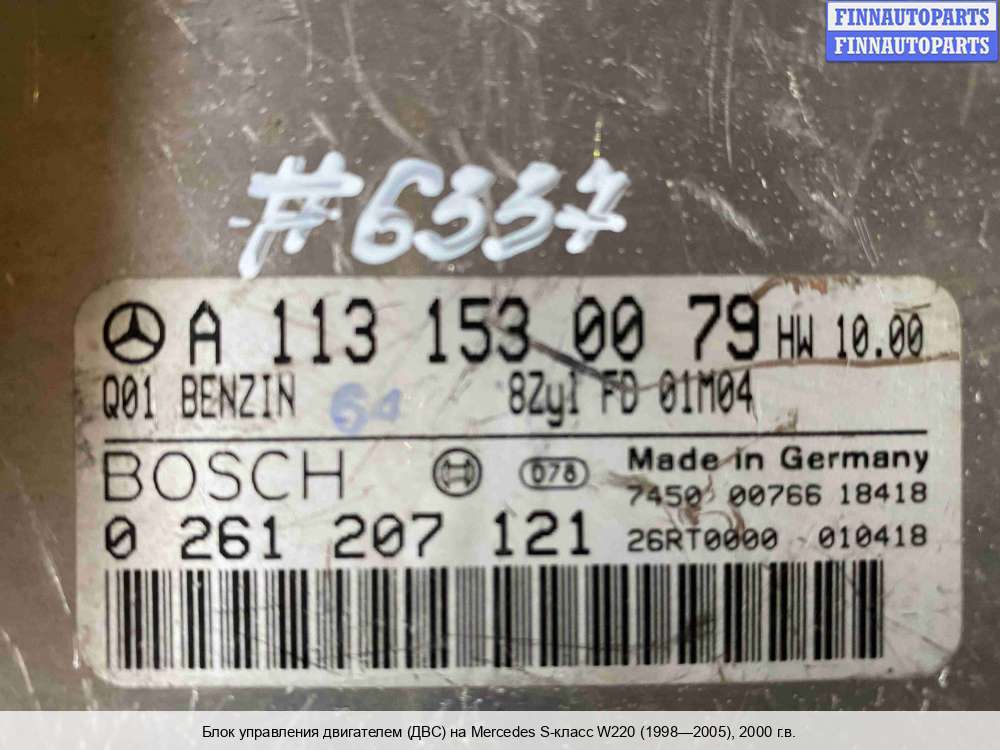 FINNAUTOPARTS
FINNAUTOPARTS
#6337
A 113 153 00 79 HW 10.00
Q01 BENZIN 64 8Zyl FD 01M04
BOSCH 078 Made in Germany
7450 00766 18418
0 261 207 121 26RT0000 010418
Блок управления двигателем (ДВС) на Mercedes S-класс W220 (1998—2005), 2000 г.в.